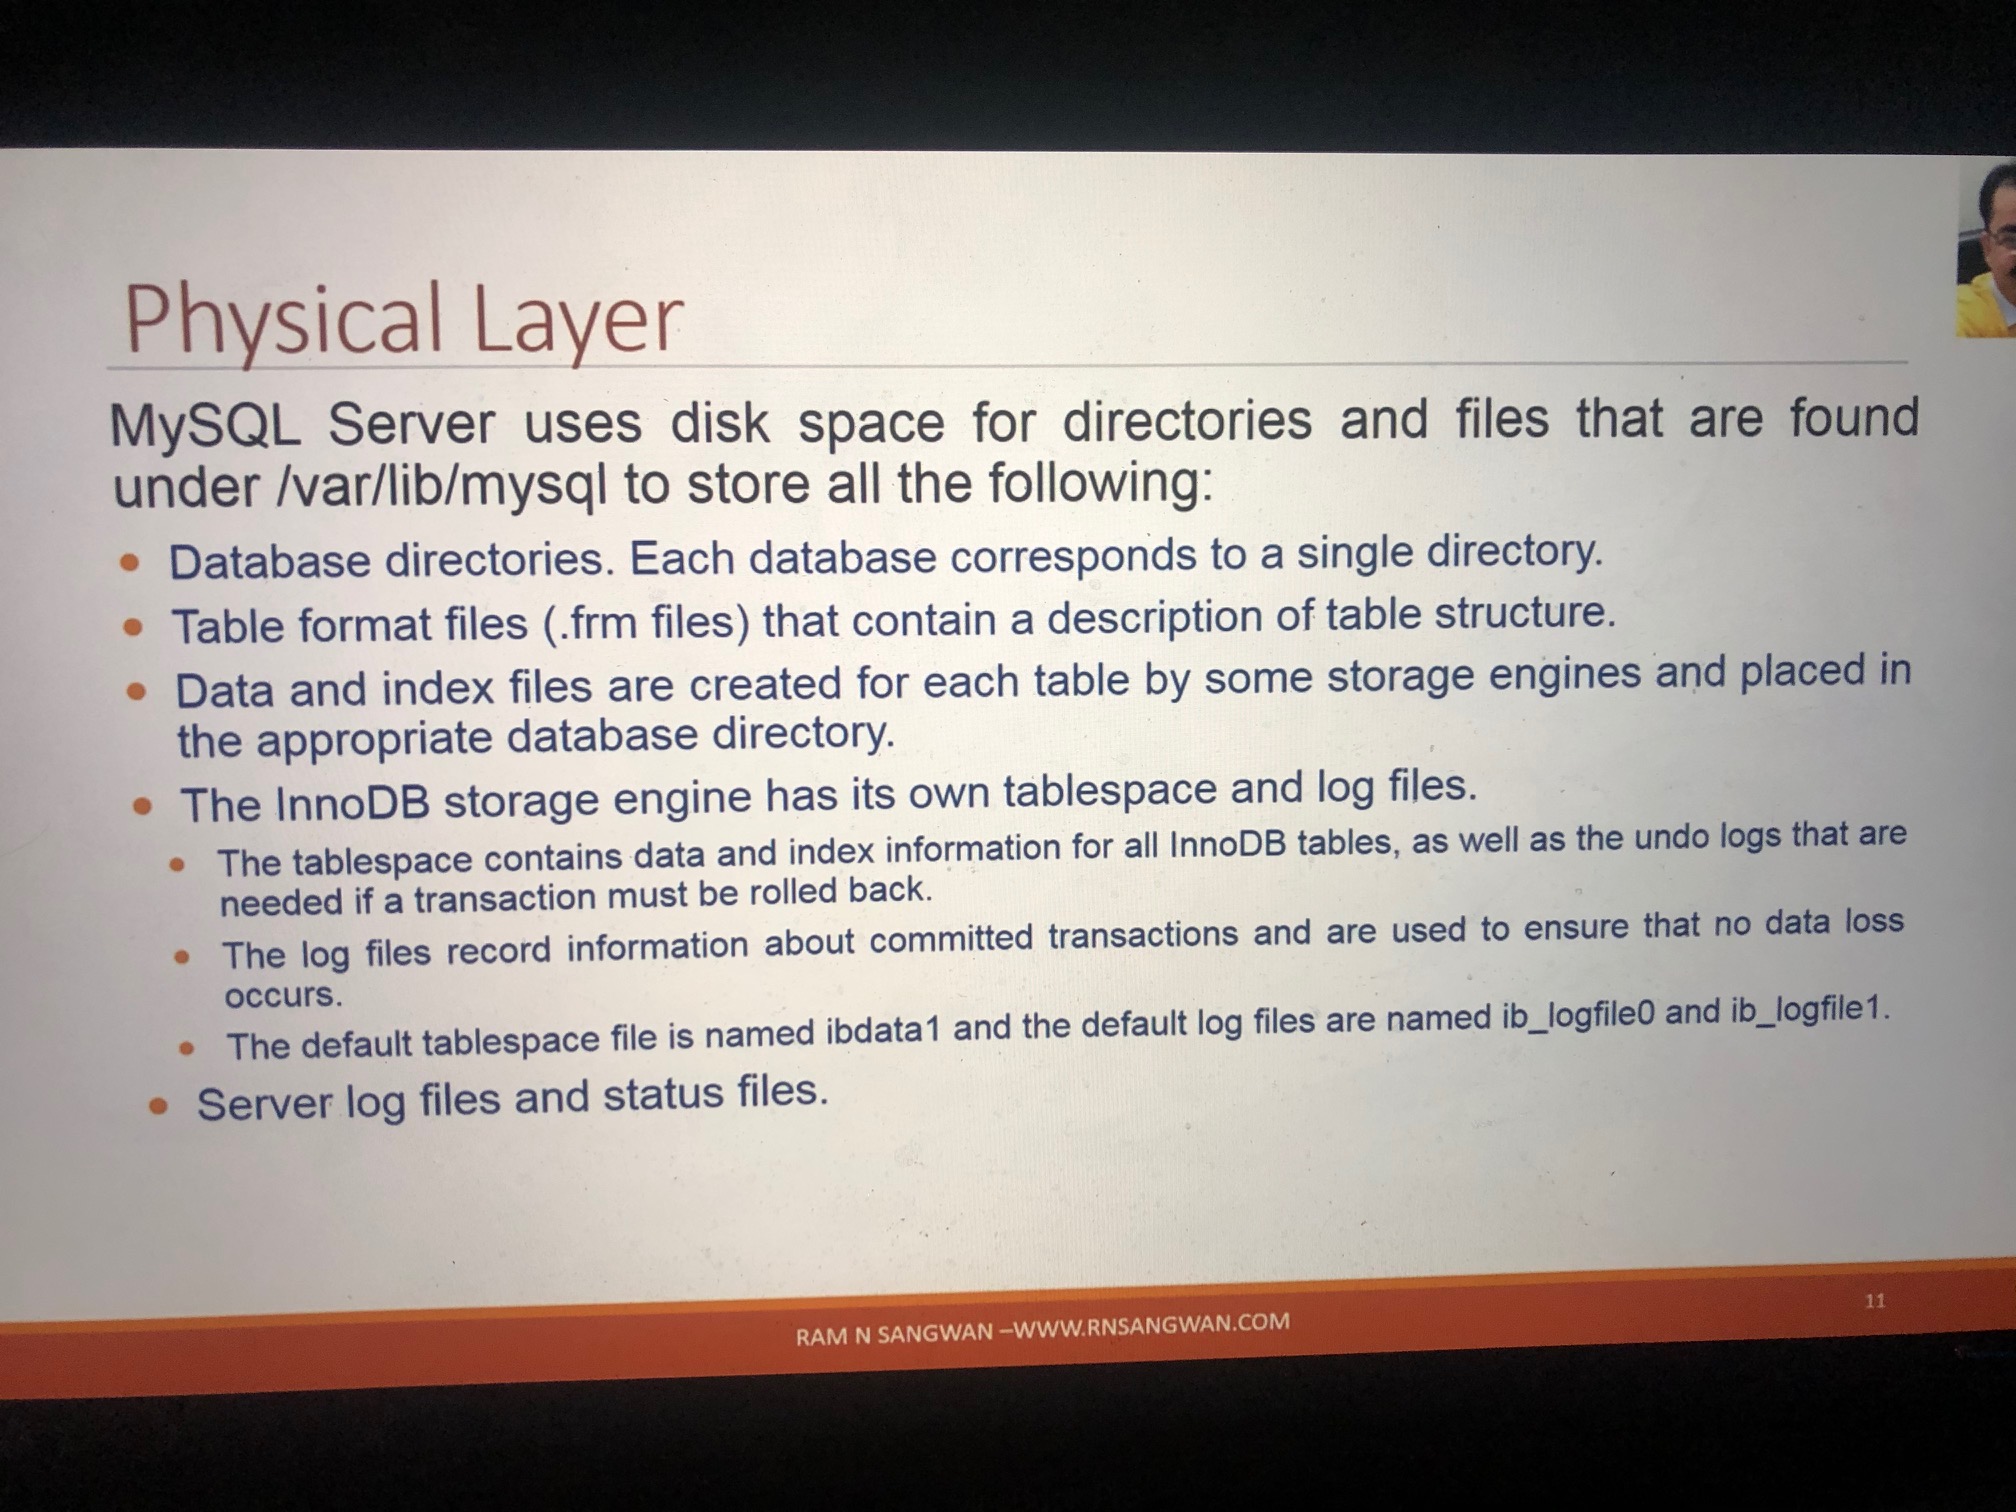 Physical Layer
MySQL Server uses disk space for directories and files that are found
under /var/lib/mysql to store all the following:
• Database directories. Each database corresponds to a single directory.
• Table format files (.frm files) that contain a description of table structure.
• Data and index files are created for each table by some storage engines and placed in
the appropriate database directory.
• The InnoDB storage engine has its own tablespace and log files.
• The tablespace contains data and index information for all InnoDB tables, as well as the undo logs that are
needed if a transaction must be rolled back.
• The log files record information about committed transactions and are used to ensure that no data loss
occurs.
• The default tablespace file is named ibdata1 and the default log files are named ib_logfile0 and ib_logfile1.
• Server log files and status files.
RAM N SANGWAN –WWW.RNSANGWAN.COM
11